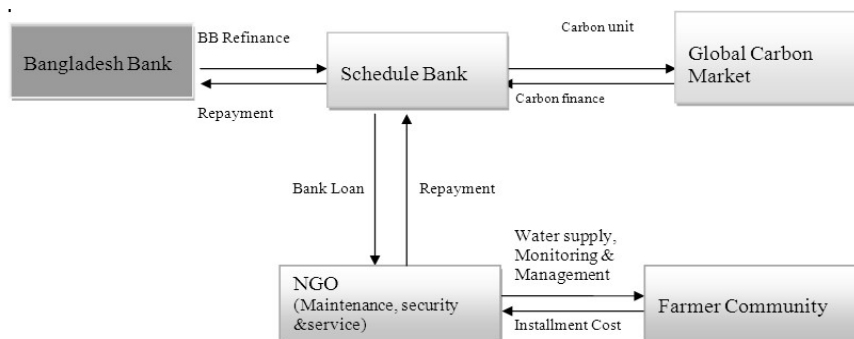 BB Refinance
Bangladesh Bank
Repayment
Schedule Bank
Carbon unit
Carbon finance
Global Carbon
Market
Bank Loan
Repayment
Water supply,
Monitoring &
Management
NGO
(Maintenance, security
&service)
Installment Cost
Farmer Community